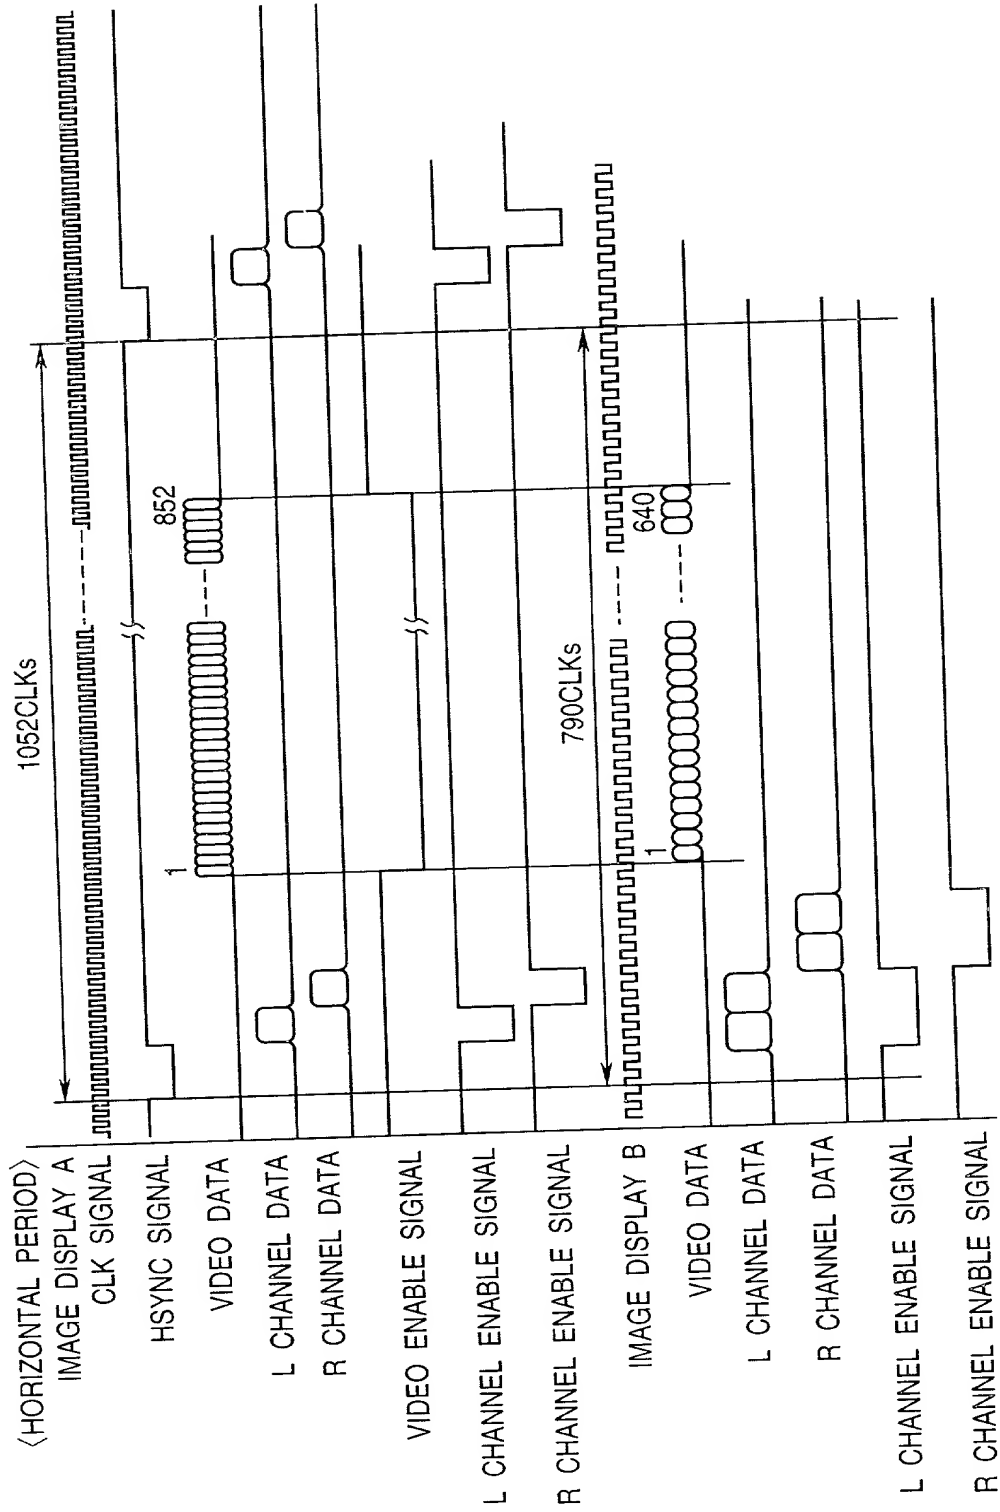 〈HORIZONTAL PERIOD〉
1052CLKs
IMAGE DISPLAY A
CLK SIGNAL
HSYNC SIGNAL
1
852
VIDEO DATA
L CHANNEL DATA
R CHANNEL DATA
VIDEO ENABLE SIGNAL
L CHANNEL ENABLE SIGNAL
R CHANNEL ENABLE SIGNAL
790CLKs
IMAGE DISPLAY B
1
640
VIDEO DATA
L CHANNEL DATA
R CHANNEL DATA
L CHANNEL ENABLE SIGNAL
R CHANNEL ENABLE SIGNAL